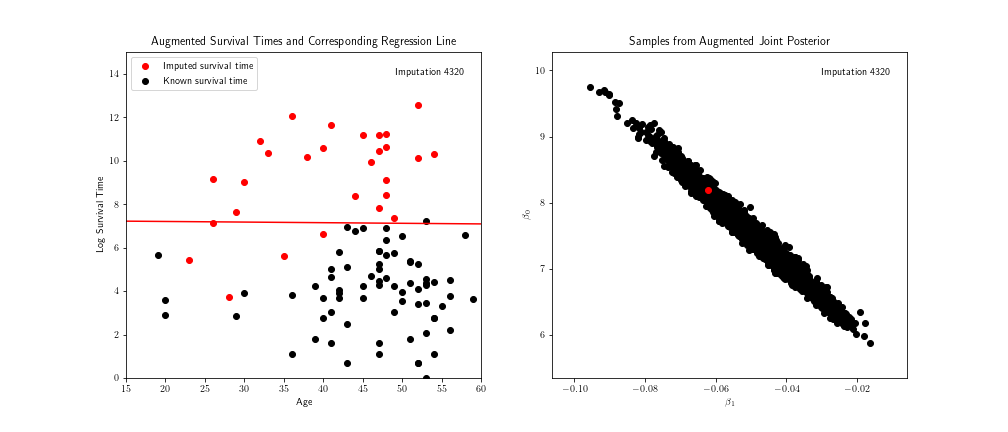 Augmented Survival Times and Corresponding Regression Line
Imputed survival time
Known survival time
Imputation 4320
14
12
10
8
6
4
2
0
Log Survival Time
15 20 25 30 35 40 45 50 55 60
Age
Samples from Augmented Joint Posterior
Imputation 4320
10
9
8
7
6
β₀
−0.10 −0.08 −0.06 −0.04 −0.02
β₁